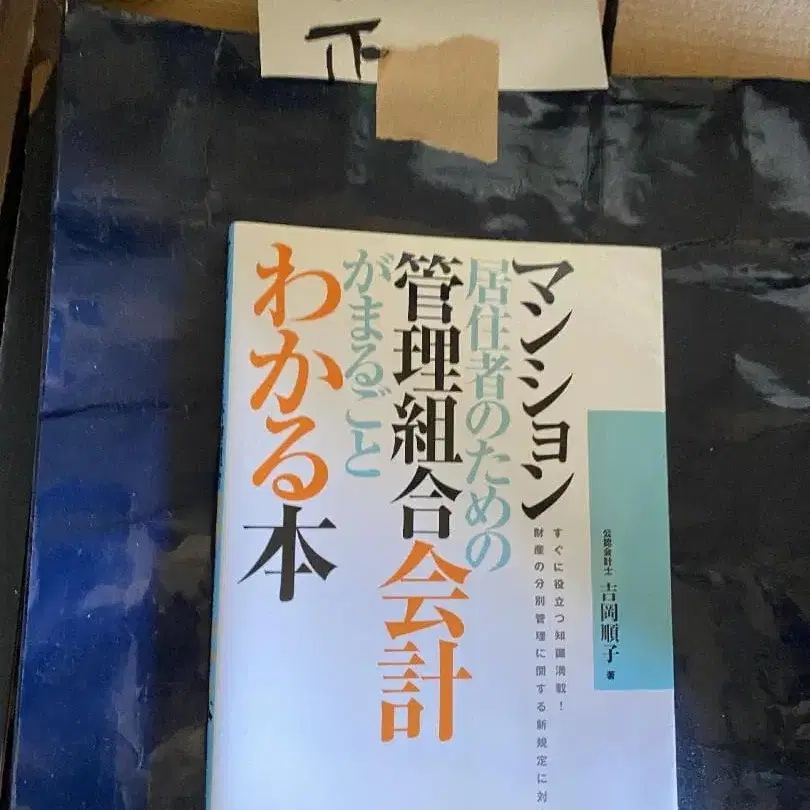 マンション
居住者のための
管理組合会計
がまるごと
わかる本
すぐに役立つ知識満載!
財産の分別管理に関する新規定に対
公認会計士 吉岡順子 著